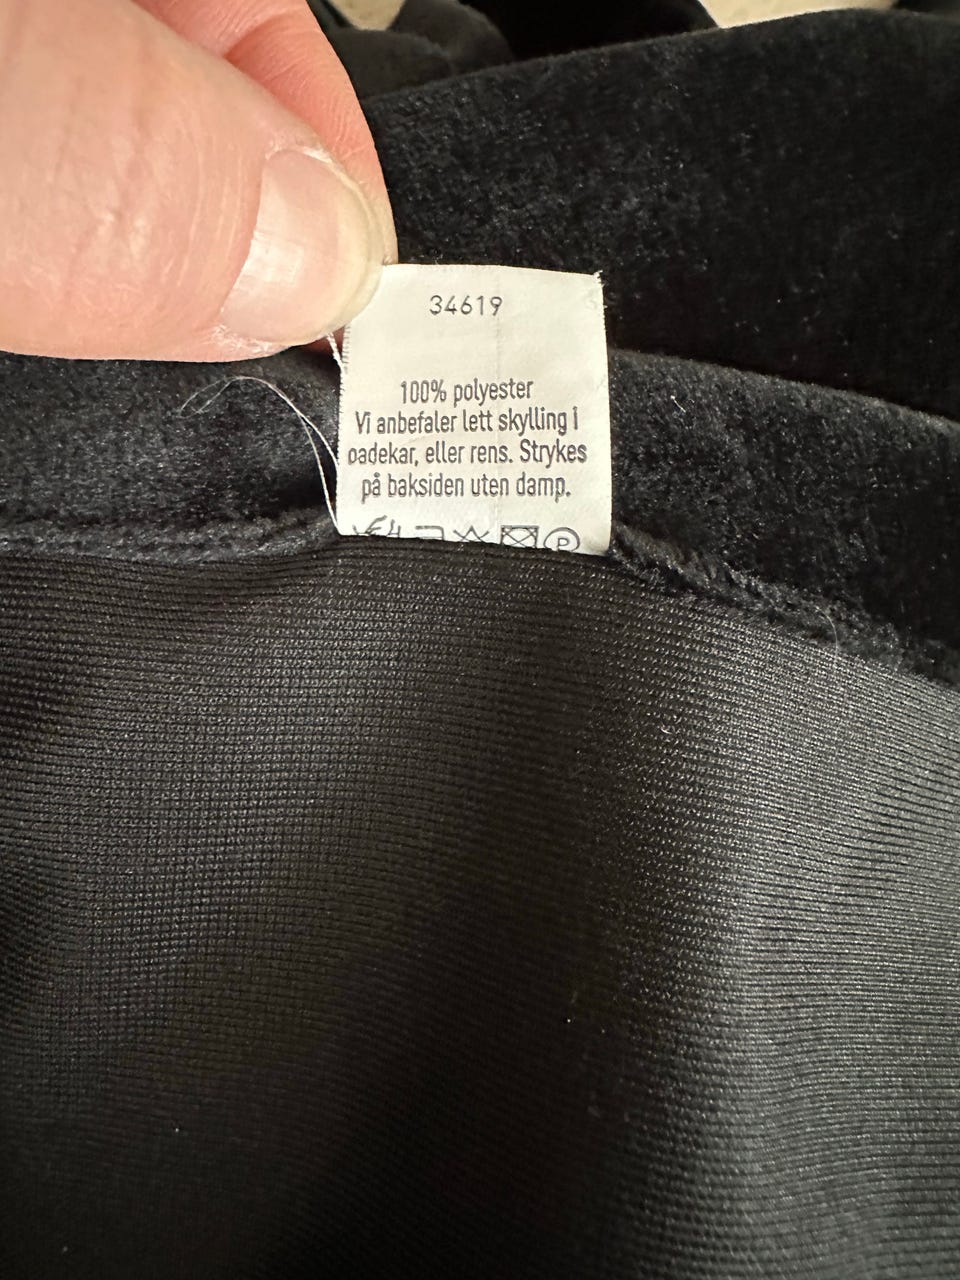 34619
100% polyester
Vi anbefaler lett skylling i
badekar, eller rens. Strykes
på baksiden uten damp.
P